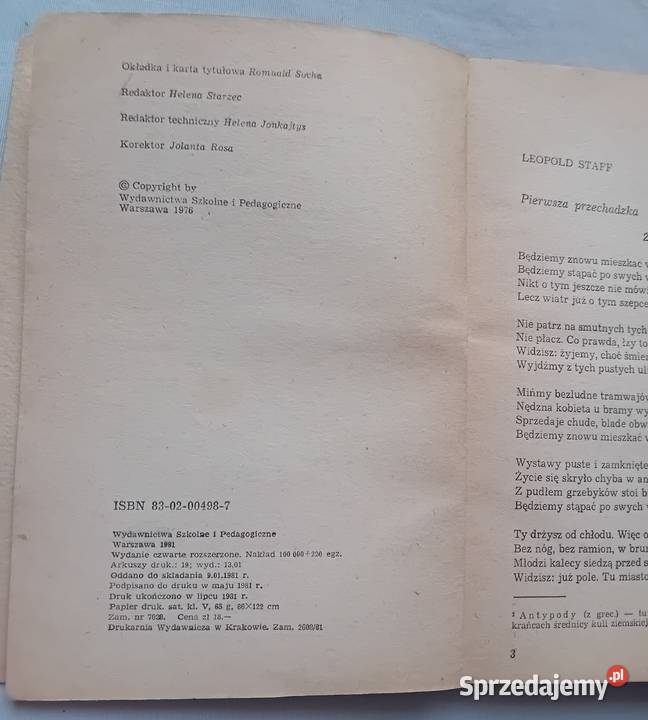 Okładka i karta tytułowa Romuald Socha
Redaktor Helena Starzec
Redaktor techniczny Helena Jonkajtys
Korektor Jolanta Rosa
© Copyright by
Wydawnictwa Szkolne i Pedagogiczne
Warszawa 1976
ISBN 83-02-00498-7
Wydawnictwa Szkolne i Pedagogiczne
Warszawa 1981
Wydanie czwarte rozszerzone. Nakład 100 000+250 egz.
Arkuszy druk.: 19; wyd.: 13,01
Oddano do składania 9.01.1981 r.
Podpisano do druku w maju 1981 r.
Druk ukończono w lipcu 1981 r.
Papier druk. sat. kl. V, 65 g, 86×122 cm
Zam. nr 7028. Cena zł 18.—
Drukarnia Wydawnicza w Krakowie. Zam. 2600/81
LEOPOLD STAFF
Pierwsza przechadzka
2
Będziemy znowu mieszkać
Będziemy stąpać po swych
Nikt o tym jeszcze nie mówi
Lecz wiatr już o tym szepce
Nie patrz na smutnych tych
Nie płacz. Co prawda, łzy to
Widzisz: żyjemy, choć śmier
Wyjdźmy z tych pustych uli
Mińmy bezludne tramwajów
Nędzna kobieta u bramy wy
Sprzedaje chude, blade obw
Będziemy znowu mieszkać
Wystawy puste i zamknięte
Życie się skryło chyba w an
Z pudłem grzebyków stoi b
Będziemy stąpać po swych
Ty drżysz od chłodu. Więc o
Bez nóg, bez ramion, w brun
Młodzi kalecy siedzą przed s
Widzisz: już pole. Tu miasto
² Antypody (z grec.) — tu
krańcach średnicy kuli ziemskiej,
3
Sprzedajemy.pl